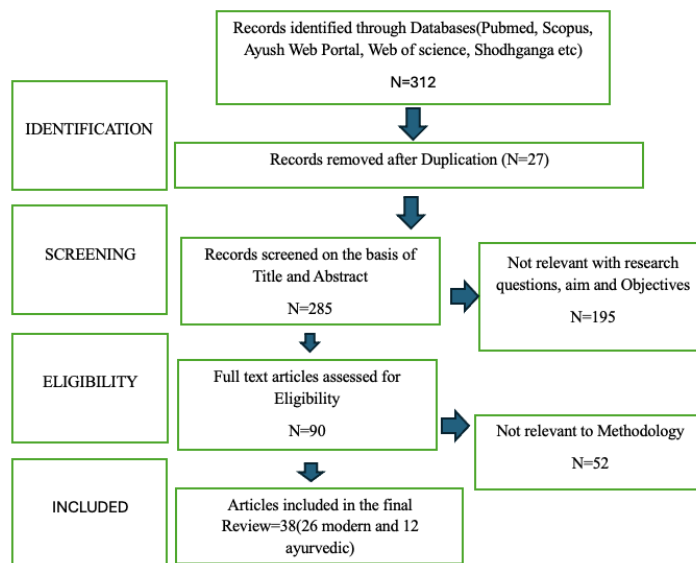 Records identified through Databases(Pubmed, Scopus,
Ayush Web Portal, Web of science, Shodhganga etc)
N=312
IDENTIFICATION
Records removed after Duplication (N=27)
SCREENING
Records screened on the basis of
Title and Abstract
N=285
Not relevant with research
questions, aim and Objectives
N=195
ELIGIBILITY
Full text articles assessed for
Eligibility
N=90
Not relevant to Methodology
N=52
INCLUDED
Articles included in the final
Review=38(26 modern and 12
ayurvedic)